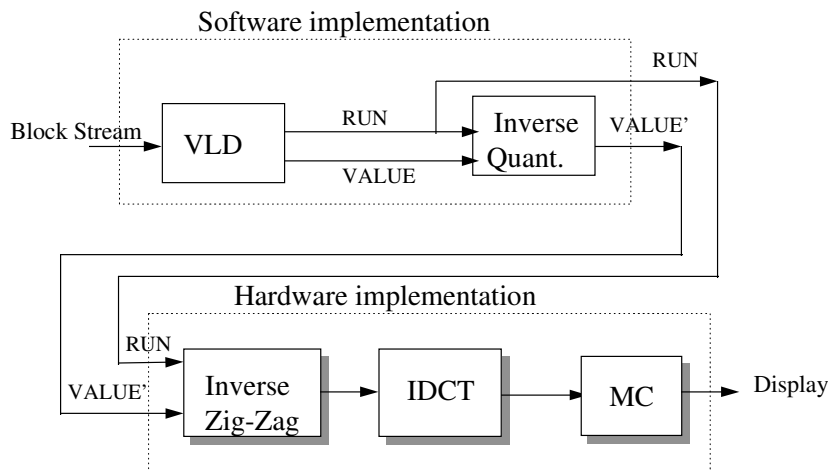 Software implementation
RUN
Block Stream
VLD
RUN
VALUE
Inverse
Quant.
VALUE’
Hardware implementation
RUN
VALUE’
Inverse
Zig-Zag
IDCT
MC
Display